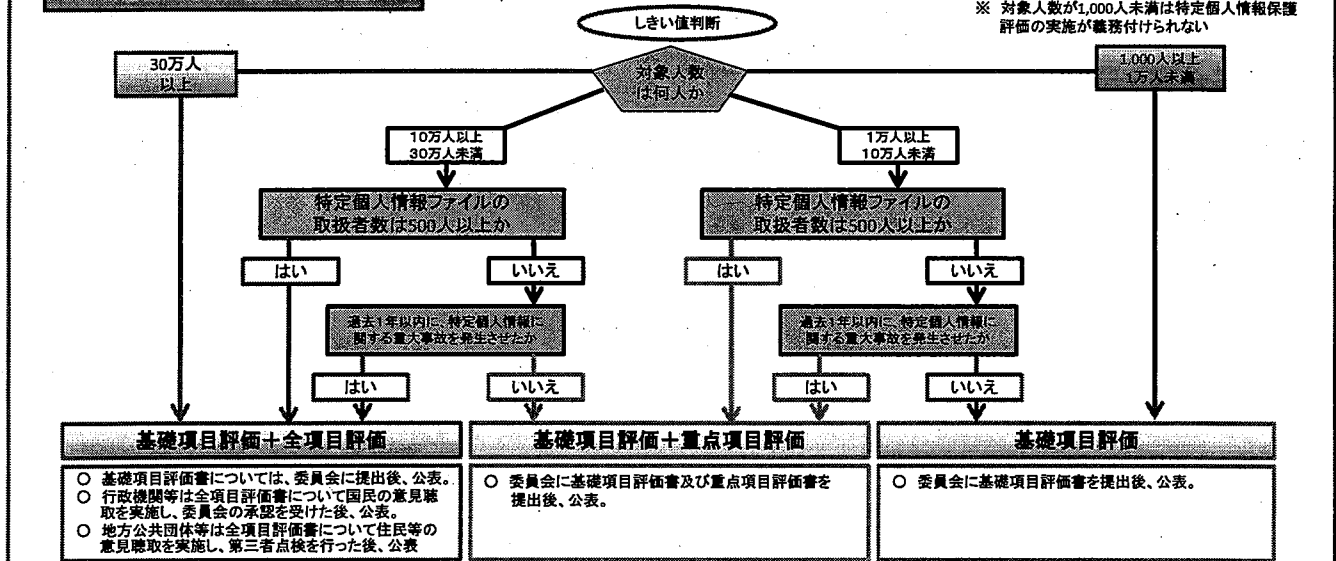 しきい値判断
※ 対象人数が1,000人未満は特定個人情報保護
評価の実施が義務付けられない
30万人
以上
対象人数
は何人か
1,000人以上
1万人未満
10万人以上
30万人未満
1万人以上
10万人未満
特定個人情報ファイルの
取扱者数は500人以上か
特定個人情報ファイルの
取扱者数は500人以上か
はい
いいえ
はい
いいえ
過去1年以内に、特定個人情報に
関する重大事故を発生させたか
過去1年以内に、特定個人情報に
関する重大事故を発生させたか
はい
いいえ
はい
いいえ
基礎項目評価+全項目評価
基礎項目評価+重点項目評価
基礎項目評価
○ 基礎項目評価書については、委員会に提出後、公表。
○ 行政機関等は全項目評価書について国民の意見聴
取を実施し、委員会の承認を受けた後、公表。
○ 地方公共団体等は全項目評価書について住民等の
意見聴取を実施し、第三者点検を行った後、公表
○ 委員会に基礎項目評価書及び重点項目評価書を
提出後、公表。
○ 委員会に基礎項目評価書を提出後、公表。